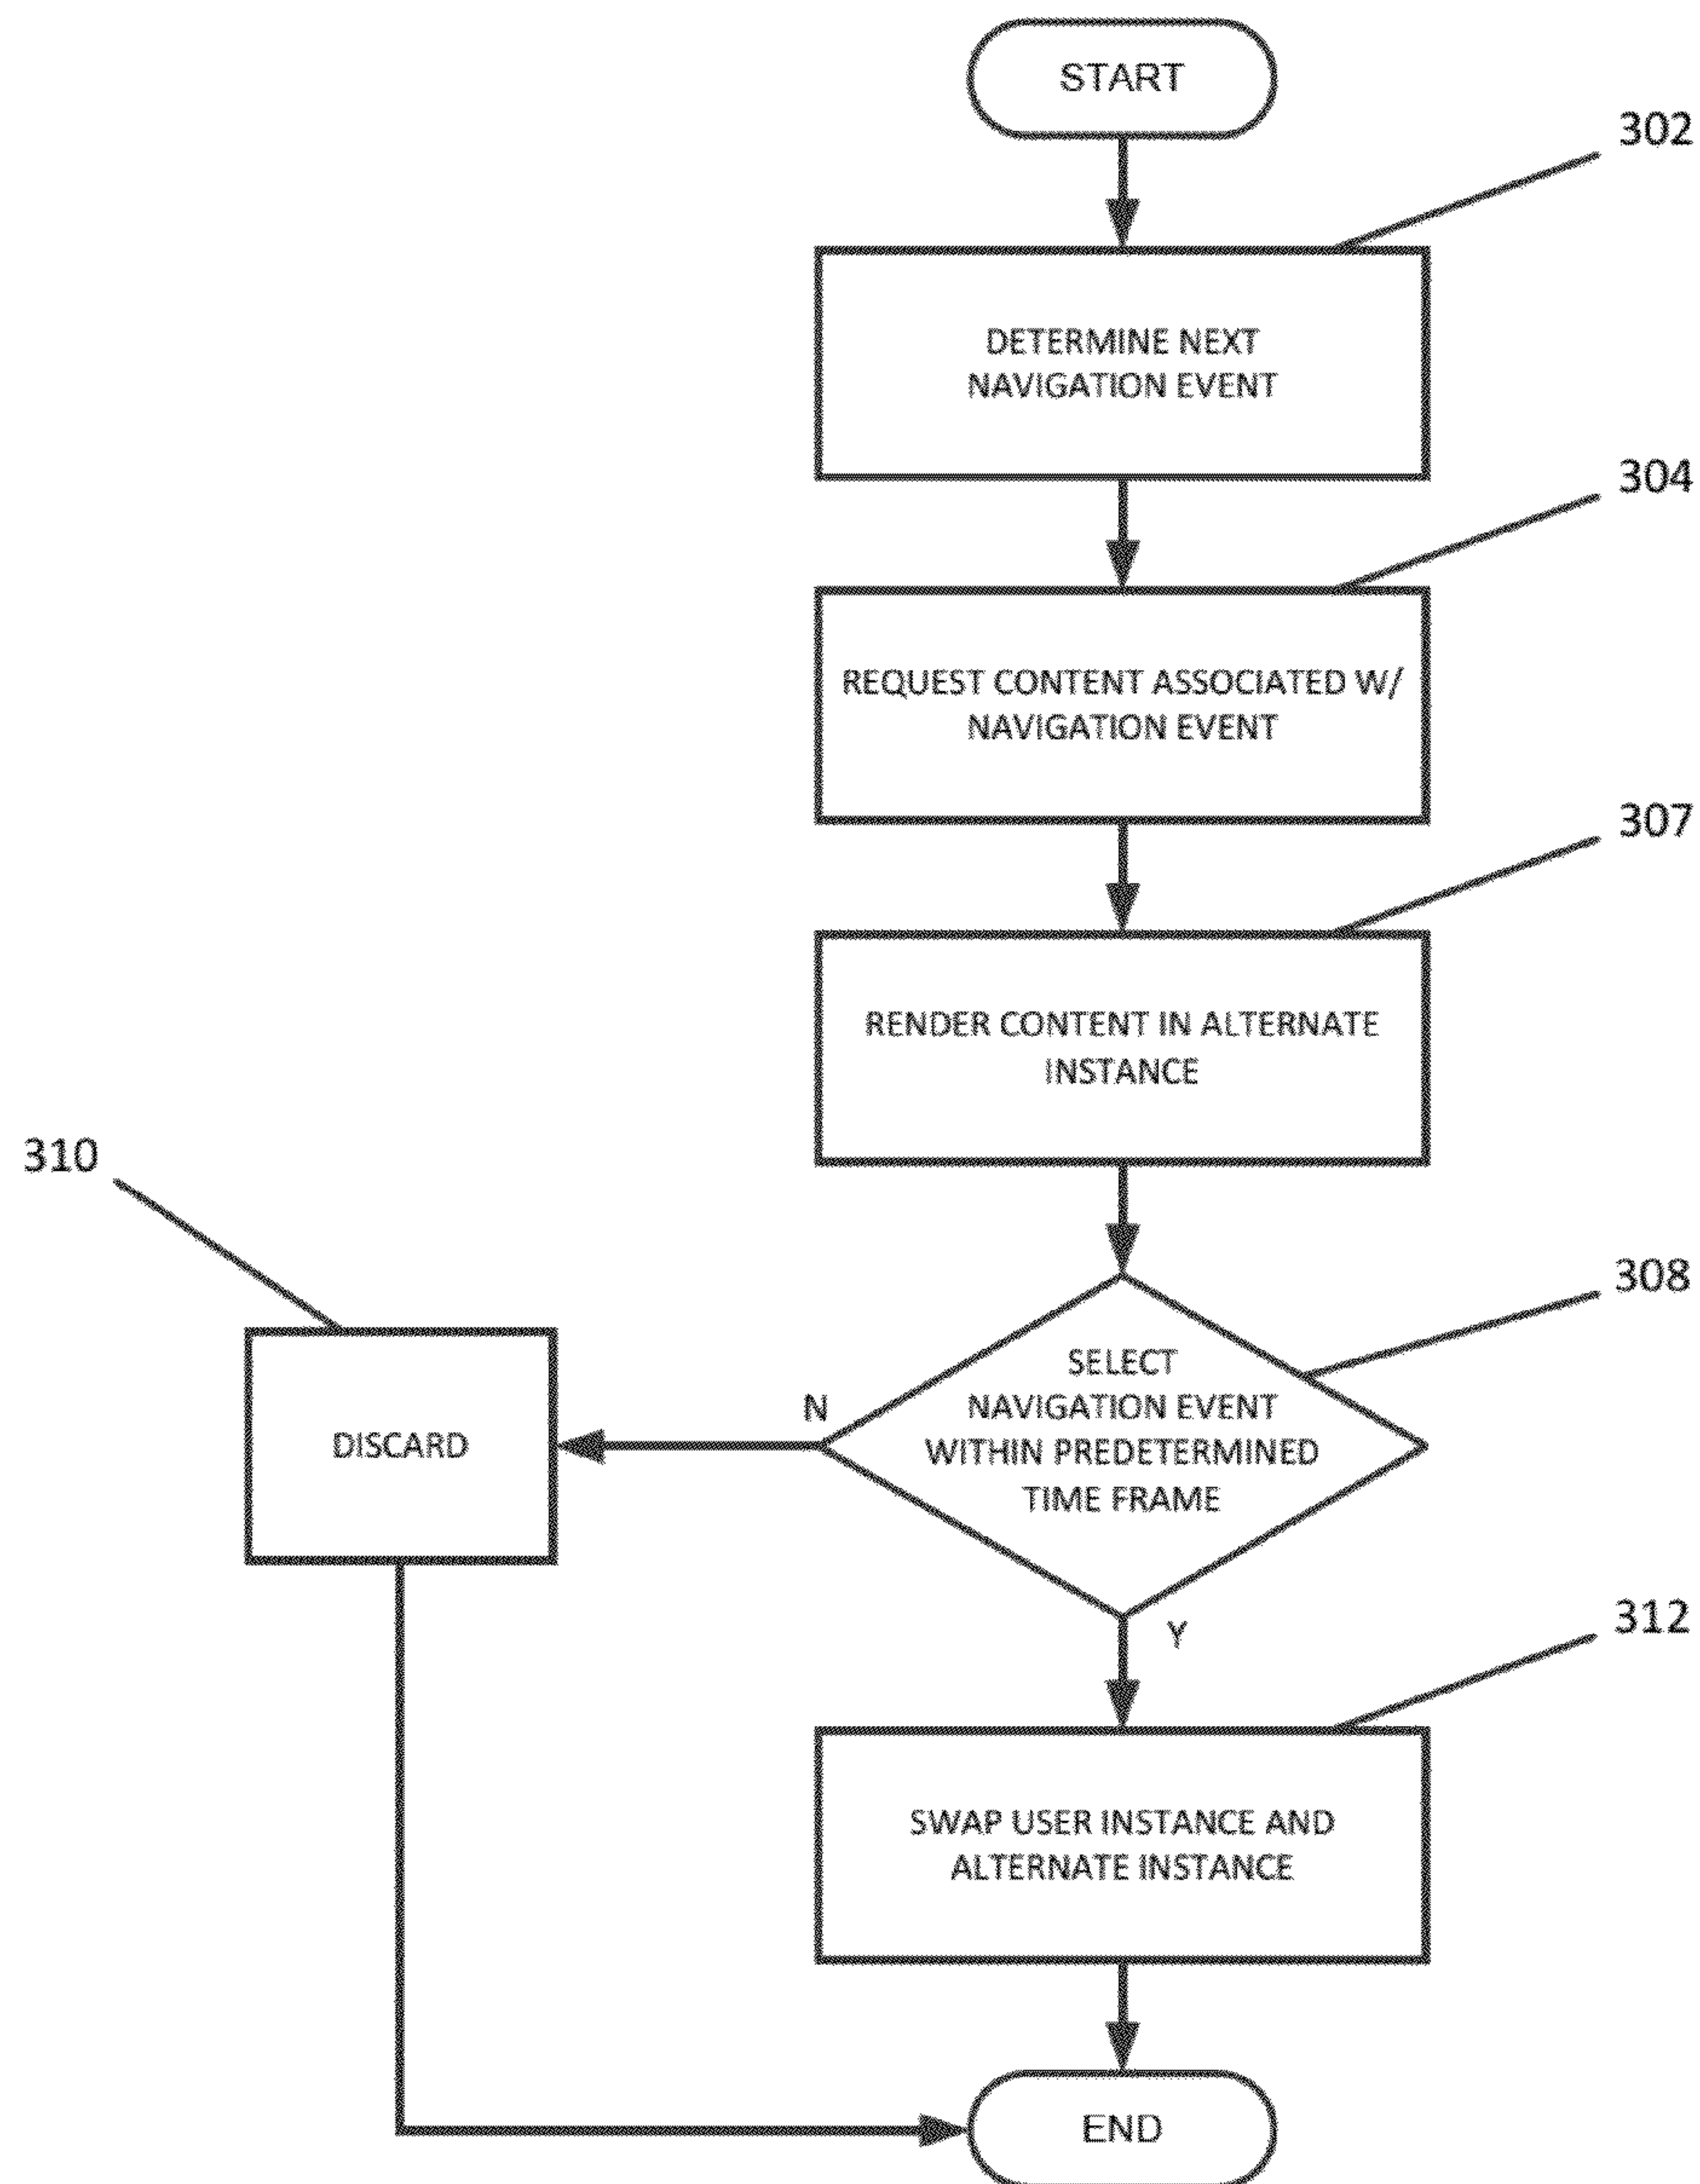 START
302
DETERMINE NEXT
NAVIGATION EVENT
304
REQUEST CONTENT ASSOCIATED W/
NAVIGATION EVENT
307
RENDER CONTENT IN ALTERNATE
INSTANCE
310
308
SELECT
NAVIGATION EVENT
WITHIN PREDETERMINED
TIME FRAME
N
DISCARD
Y
312
SWAP USER INSTANCE AND
ALTERNATE INSTANCE
END